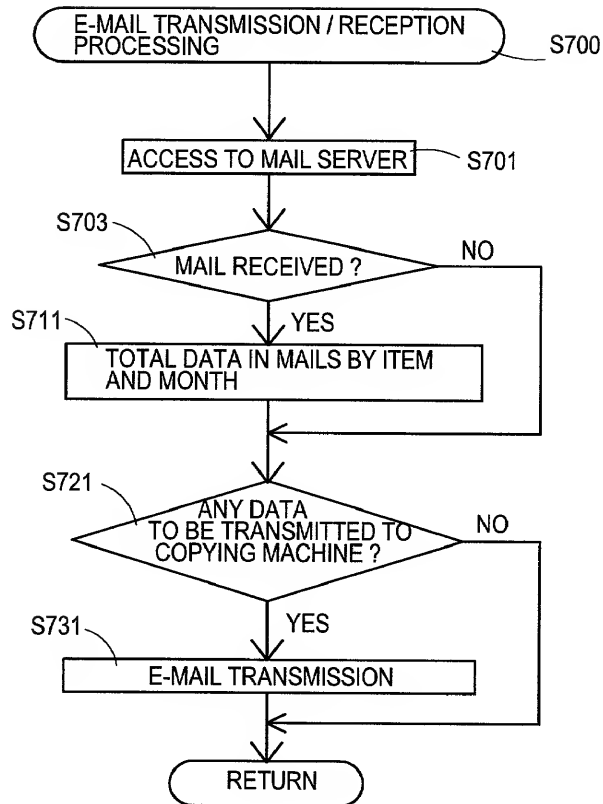 E-MAIL TRANSMISSION / RECEPTION
PROCESSING
S700
ACCESS TO MAIL SERVER
S701
S703
MAIL RECEIVED ?
NO
YES
S711
TOTAL DATA IN MAILS BY ITEM
AND MONTH
S721
ANY DATA
TO BE TRANSMITTED TO
COPYING MACHINE ?
NO
YES
S731
E-MAIL TRANSMISSION
RETURN